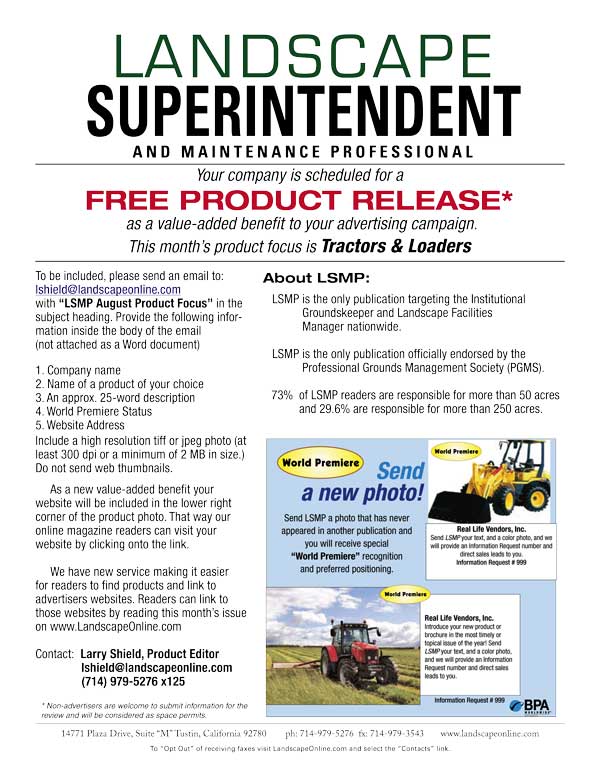 LANDSCAPE
SUPERINTENDENT
AND MAINTENANCE PROFESSIONAL
Your company is scheduled for a
FREE PRODUCT RELEASE*
as a value-added benefit to your advertising campaign.
This month's product focus is Tractors & Loaders
To be included, please send an email to:
lshield@landscapeonline.com
with “LSMP August Product Focus” in the
subject heading. Provide the following infor-
mation inside the body of the email
(not attached as a Word document)
1. Company name
2. Name of a product of your choice
3. An approx. 25-word description
4. World Premiere Status
5. Website Address
Include a high resolution tiff or jpeg photo (at
least 300 dpi or a minimum of 2 MB in size.)
Do not send web thumbnails.
As a new value-added benefit your
website will be included in the lower right
corner of the product photo. That way our
online magazine readers can visit your
website by clicking onto the link.
We have new service making it easier
for readers to find products and link to
advertisers websites. Readers can link to
those websites by reading this month's issue
on www.LandscapeOnline.com
Contact: Larry Shield, Product Editor
lshield@landscapeonline.com
(714) 979-5276 x125
* Non-advertisers are welcome to submit information for the
review and will be considered as space permits.
About LSMP:
LSMP is the only publication targeting the Institutional
Groundskeeper and Landscape Facilities
Manager nationwide.
LSMP is the only publication officially endorsed by the
Professional Grounds Management Society (PGMS).
73% of LSMP readers are responsible for more than 50 acres
and 29.6% are responsible for more than 250 acres.
World Premiere
Send
a new photo!
Send LSMP a photo that has never
appeared in another publication and
you will receive special
“World Premiere” recognition
and preferred positioning.
World Premiere
Real Life Vendors, Inc.
Send LSMP your text, and a color photo, and we
will provide an Information Request number and
direct sales leads to you.
Information Request # 999
World Premiere
Real Life Vendors, Inc.
Introduce your new product or
brochure in the most timely or
topical issue of the year! Send
LSMP your text, and a color photo,
and we will provide an Information
Request number and direct sales
leads to you.
Information Request # 999
BPA
WORLDWIDE
14771 Plaza Drive, Suite “M” Tustin, California 92780 ph: 714-979-5276 fx: 714-979-3543 www.landscapeonline.com
To “Opt Out” of receiving faxes visit LandscapeOnline.com and select the “Contacts” link.